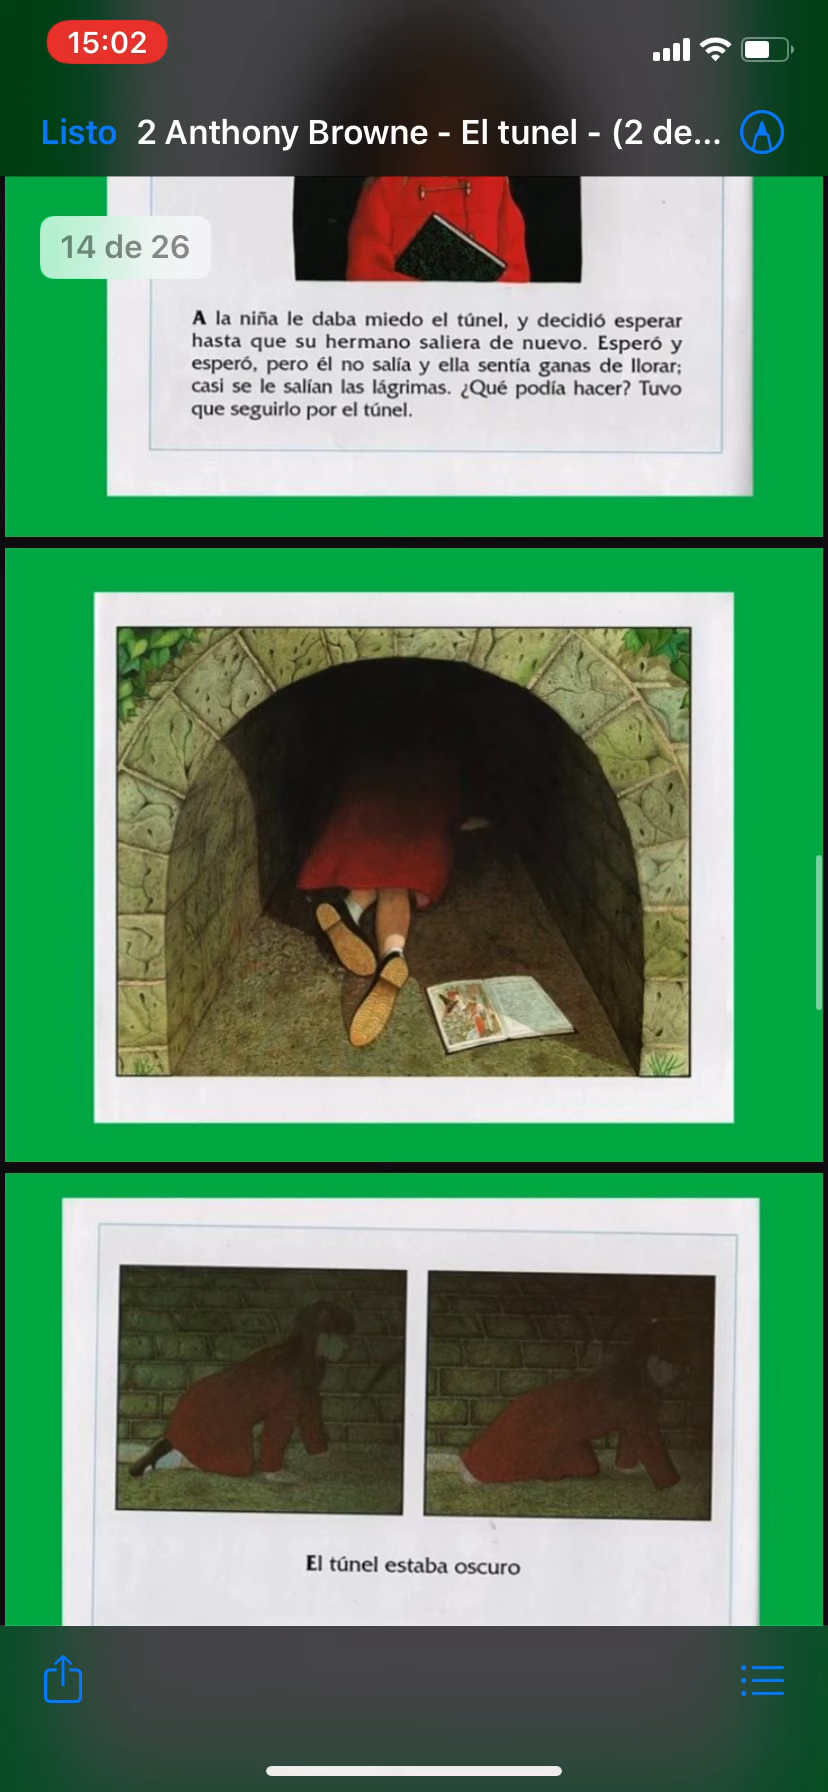 15:02
Listo 2 Anthony Browne - El tunel - (2 de...
14 de 26
A la niña le daba miedo el túnel, y decidió esperar
hasta que su hermano saliera de nuevo. Esperó y
esperó, pero él no salía y ella sentía ganas de llorar;
casi se le salían las lágrimas. ¿Qué podía hacer? Tuvo
que seguirlo por el túnel.
El túnel estaba oscuro